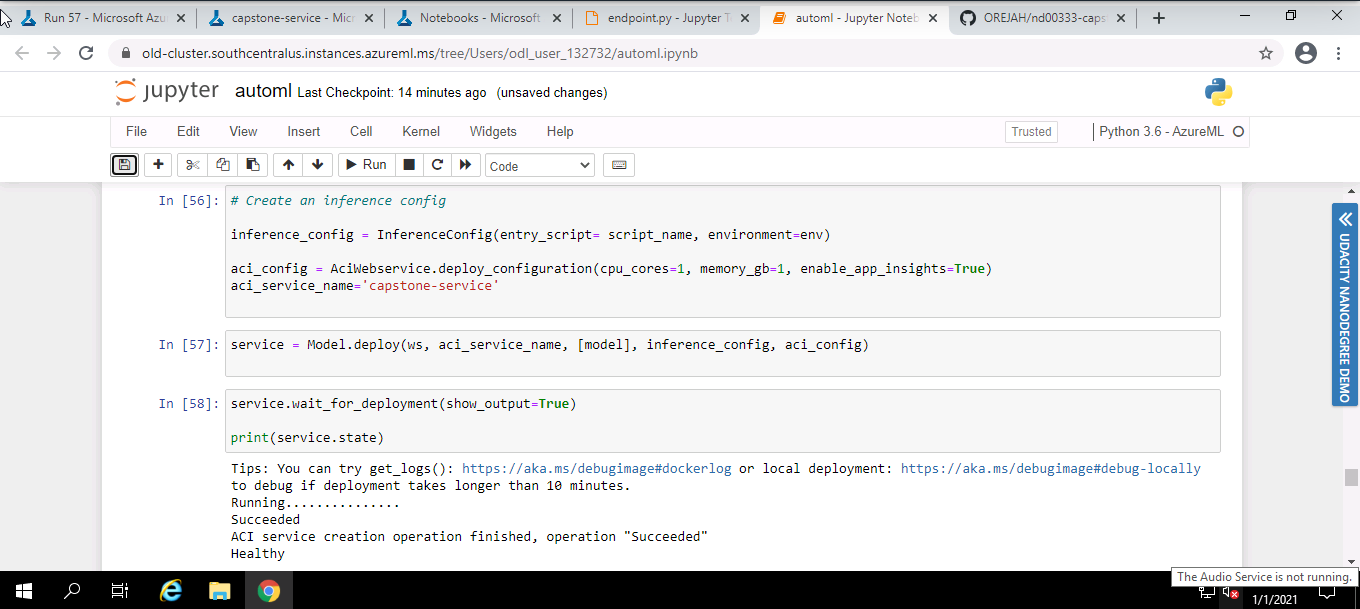 Run 57 - Microsoft Azu
capstone-service - Mic
Notebooks - Microsoft
endpoint.py - Jupyter T
automl - Jupyter Noteb
OREJAH/nd00333-caps
old-cluster.southcentralus.instances.azureml.ms/tree/Users/odl_user_132732/automl.ipynb
jupyter automl Last Checkpoint: 14 minutes ago (unsaved changes)
File Edit View Insert Cell Kernel Widgets Help Trusted Python 3.6 - AzureML
Run Code
In [56]: # Create an inference config
inference_config = InferenceConfig(entry_script= script_name, environment=env)
aci_config = AciWebservice.deploy_configuration(cpu_cores=1, memory_gb=1, enable_app_insights=True)
aci_service_name='capstone-service'
In [57]: service = Model.deploy(ws, aci_service_name, [model], inference_config, aci_config)
In [58]: service.wait_for_deployment(show_output=True)
print(service.state)
Tips: You can try get_logs(): https://aka.ms/debugimage#dockerlog or local deployment: https://aka.ms/debugimage#debug-locally
to debug if deployment takes longer than 10 minutes.
Running...............
Succeeded
ACI service creation operation finished, operation "Succeeded"
Healthy
UDACITY NANODEGREE DEMO
The Audio Service is not running.
1/1/2021